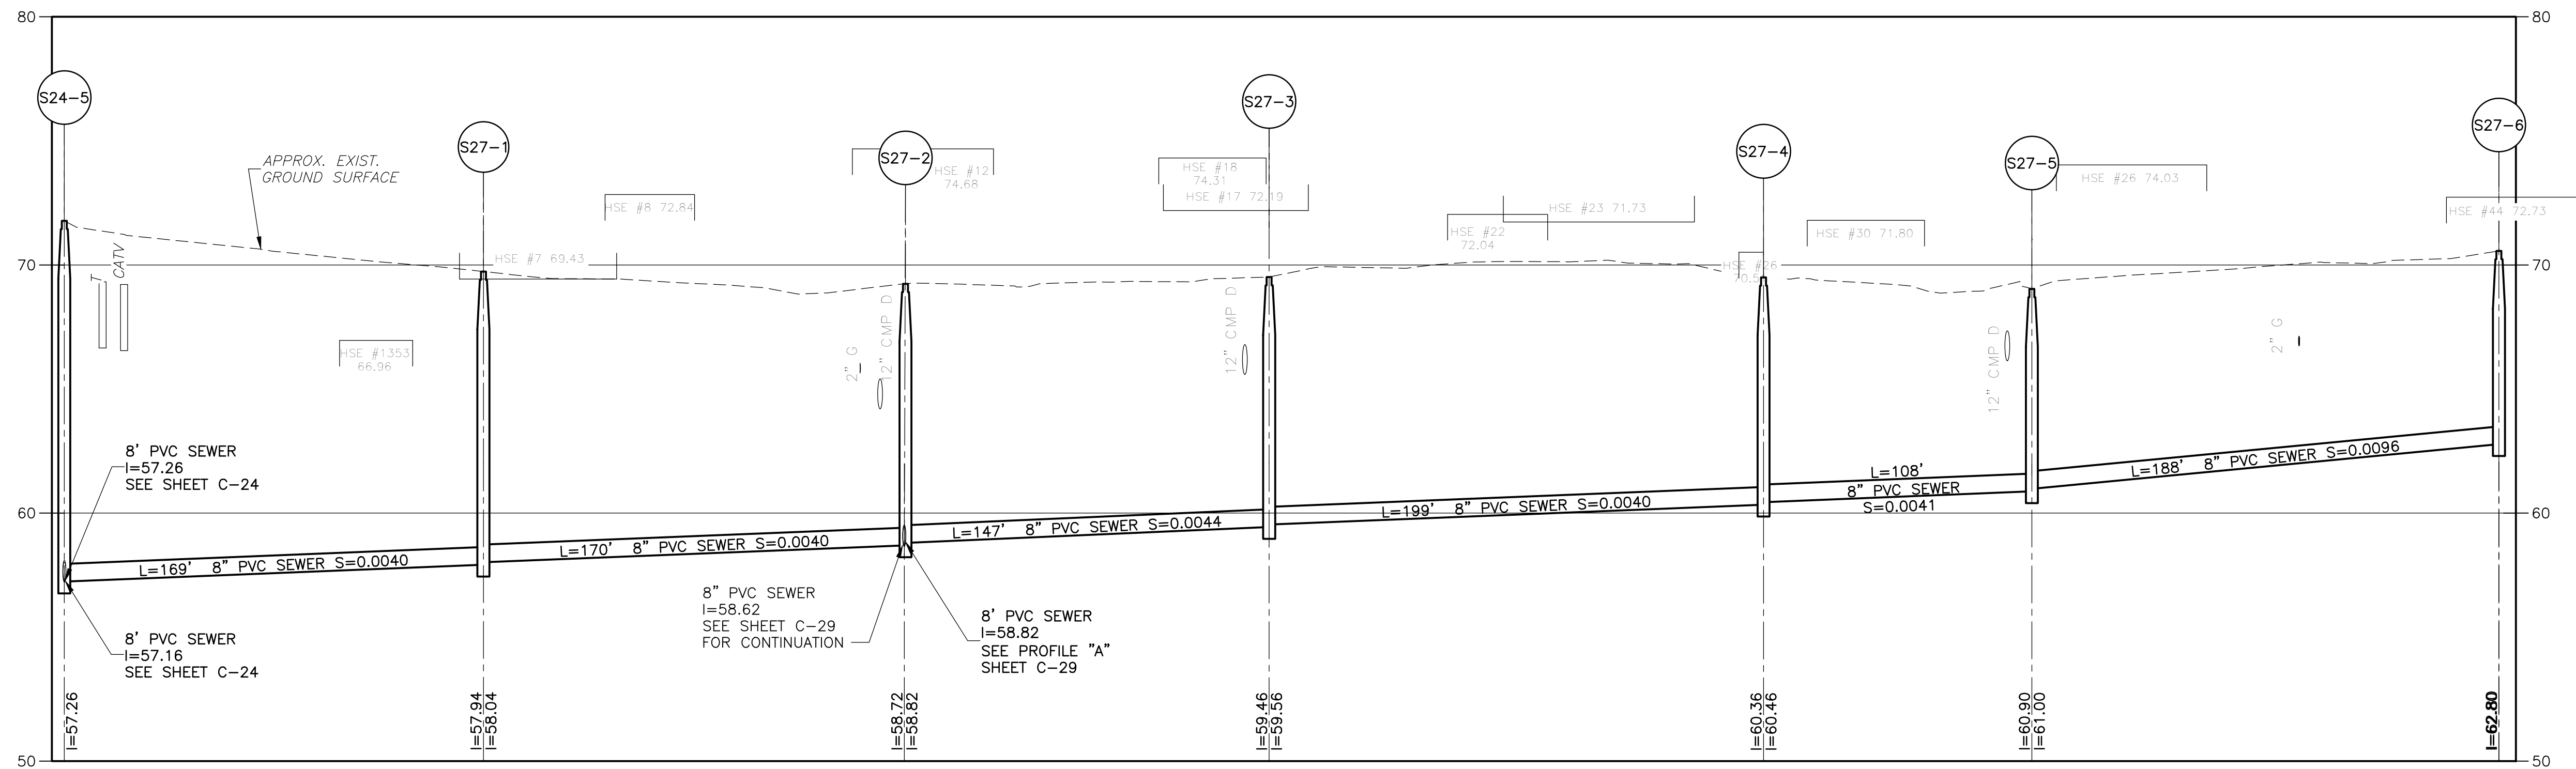 80
80
S24-5
S27-1
S27-2
S27-3
S27-4
S27-5
S27-6
APPROX. EXIST.
GROUND SURFACE
HSE #8 72.84
HSE #12
74.68
HSE #18
74.31
HSE #17 72.19
HSE #22
72.04
HSE #23 71.73
HSE #30 71.80
HSE #26 74.03
HSE #44 72.73
70
70
T
CATV
HSE #7 69.43
HSE #26
HSE #1353
66.96
2" G
12" CMP D
12" CMP D
12" CMP D
2" G
8' PVC SEWER
I=57.26
SEE SHEET C-24
60
60
L=169' 8" PVC SEWER S=0.0040
L=170' 8" PVC SEWER S=0.0040
L=147' 8" PVC SEWER S=0.0044
L=199' 8" PVC SEWER S=0.0040
L=108'
8" PVC SEWER
S=0.0041
L=188' 8" PVC SEWER S=0.0096
8' PVC SEWER
I=57.16
SEE SHEET C-24
8" PVC SEWER
I=58.62
SEE SHEET C-29
FOR CONTINUATION
8' PVC SEWER
I=58.82
SEE PROFILE "A"
SHEET C-29
I=57.26
I=57.94
I=58.04
I=58.72
I=58.82
I=59.46
I=59.56
I=60.36
I=60.46
I=60.90
I=61.00
I=62.80
50
50